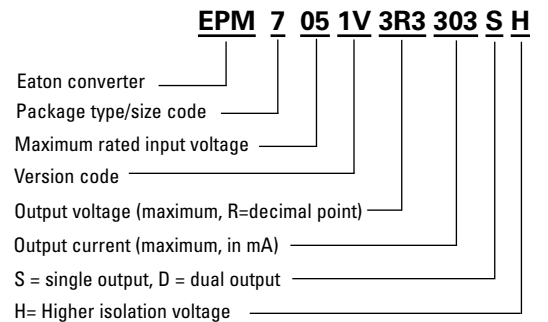 EPM 7 05 1V 3R3 303 S H
Eaton converter
Package type/size code
Maximum rated input voltage
Version code
Output voltage (maximum, R=decimal point)
Output current (maximum, in mA)
S = single output, D = dual output
H= Higher isolation voltage